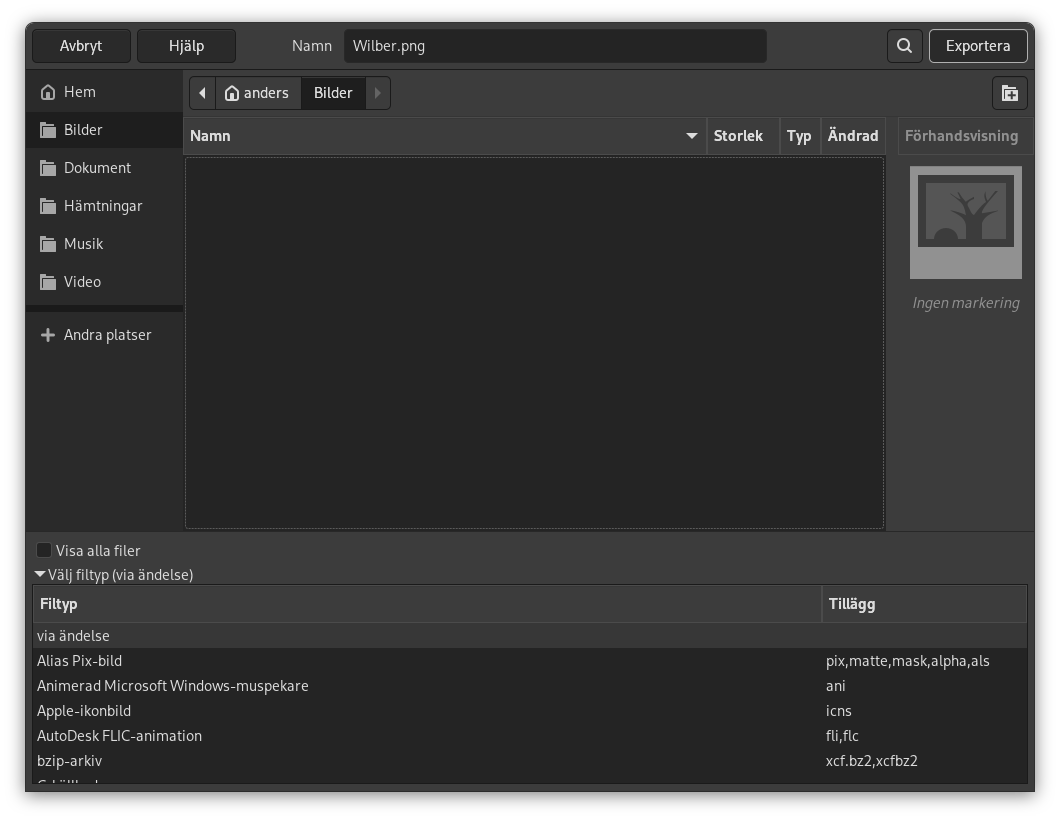 Avbryt Hjälp Namn Wilber.png Exportera
Hem
Bilder
Dokument
Hämtningar
Musik
Video
Andra platser
anders Bilder
Namn Storlek Typ Ändrad Förhandsvisning
Ingen markering
Visa alla filer
Välj filtyp (via ändelse)
Filtyp Tillägg
via ändelse
Alias Pix-bild pix,matte,mask,alpha,als
Animerad Microsoft Windows-muspekare ani
Apple-ikonbild icns
AutoDesk FLIC-animation fli,flc
bzip-arkiv xcf.bz2,xcfbz2